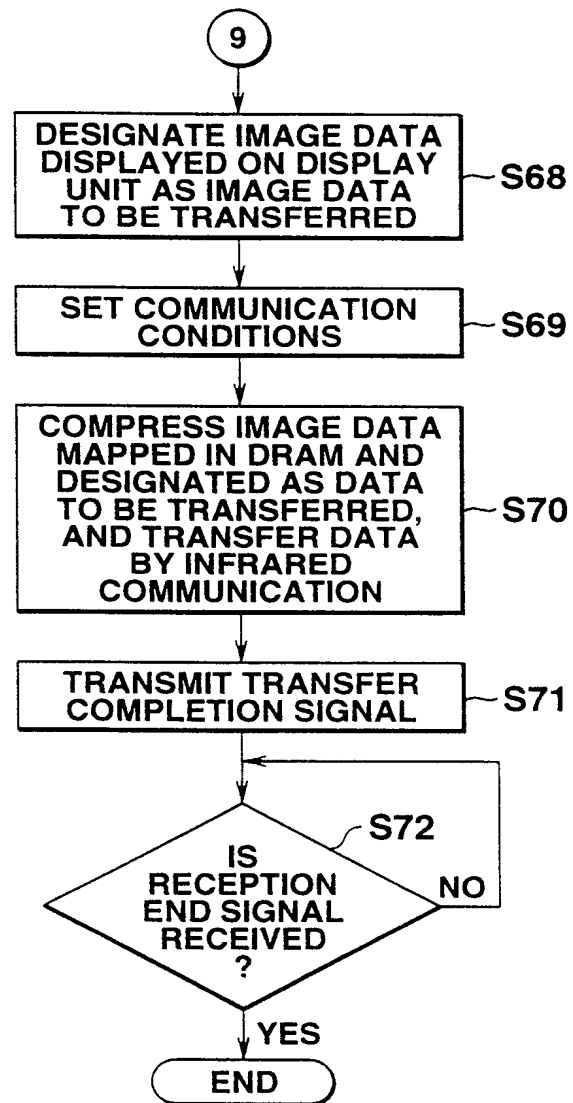 9
DESIGNATE IMAGE DATA
DISPLAYED ON DISPLAY
UNIT AS IMAGE DATA
TO BE TRANSFERRED
S68
SET COMMUNICATION
CONDITIONS
S69
COMPRESS IMAGE DATA
MAPPED IN DRAM AND
DESIGNATED AS DATA
TO BE TRANSFERRED,
AND TRANSFER DATA
BY INFRARED
COMMUNICATION
S70
TRANSMIT TRANSFER
COMPLETION SIGNAL
S71
S72
IS
RECEPTION
END SIGNAL
RECEIVED
?
NO
YES
END